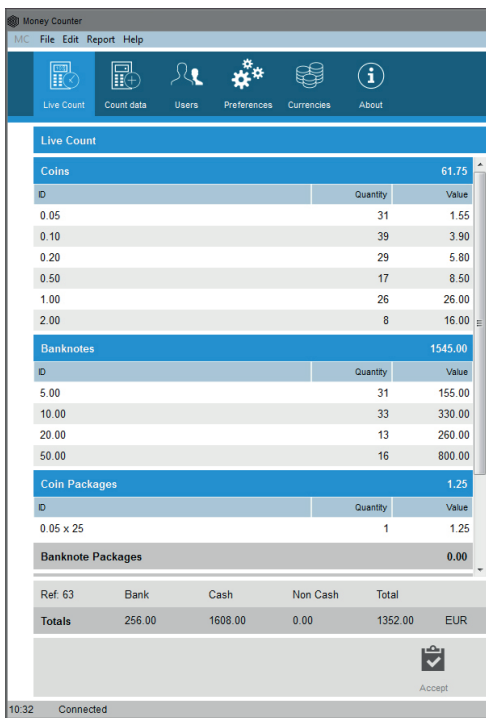 Money Counter
MC File Edit Report Help
Live Count Count data Users Preferences Currencies About
Live Count
Coins 61.75
ID Quantity Value
0.05 31 1.55
0.10 39 3.90
0.20 29 5.80
0.50 17 8.50
1.00 26 26.00
2.00 8 16.00
Banknotes 1545.00
ID Quantity Value
5.00 31 155.00
10.00 33 330.00
20.00 13 260.00
50.00 16 800.00
Coin Packages 1.25
ID Quantity Value
0.05 x 25 1 1.25
Banknote Packages 0.00
Ref: 63 Bank Cash Non Cash Total
Totals 256.00 1608.00 0.00 1352.00 EUR
Accept
10:32 Connected